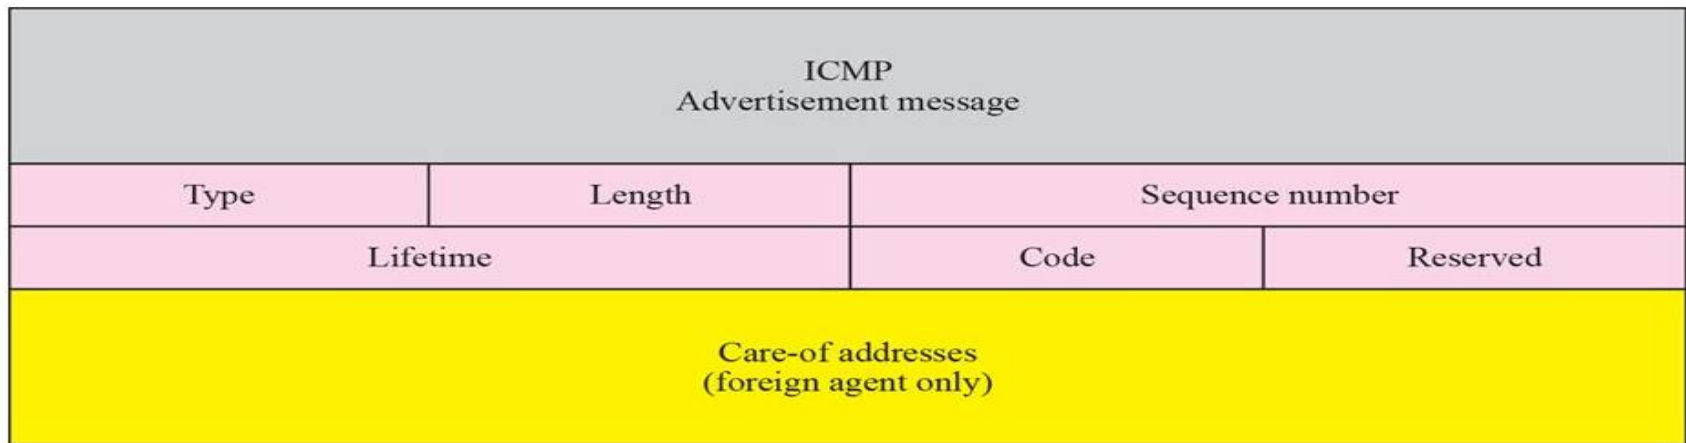 ICMP
Advertisement message
Type Length Sequence number
Lifetime Code Reserved
Care-of addresses
(foreign agent only)